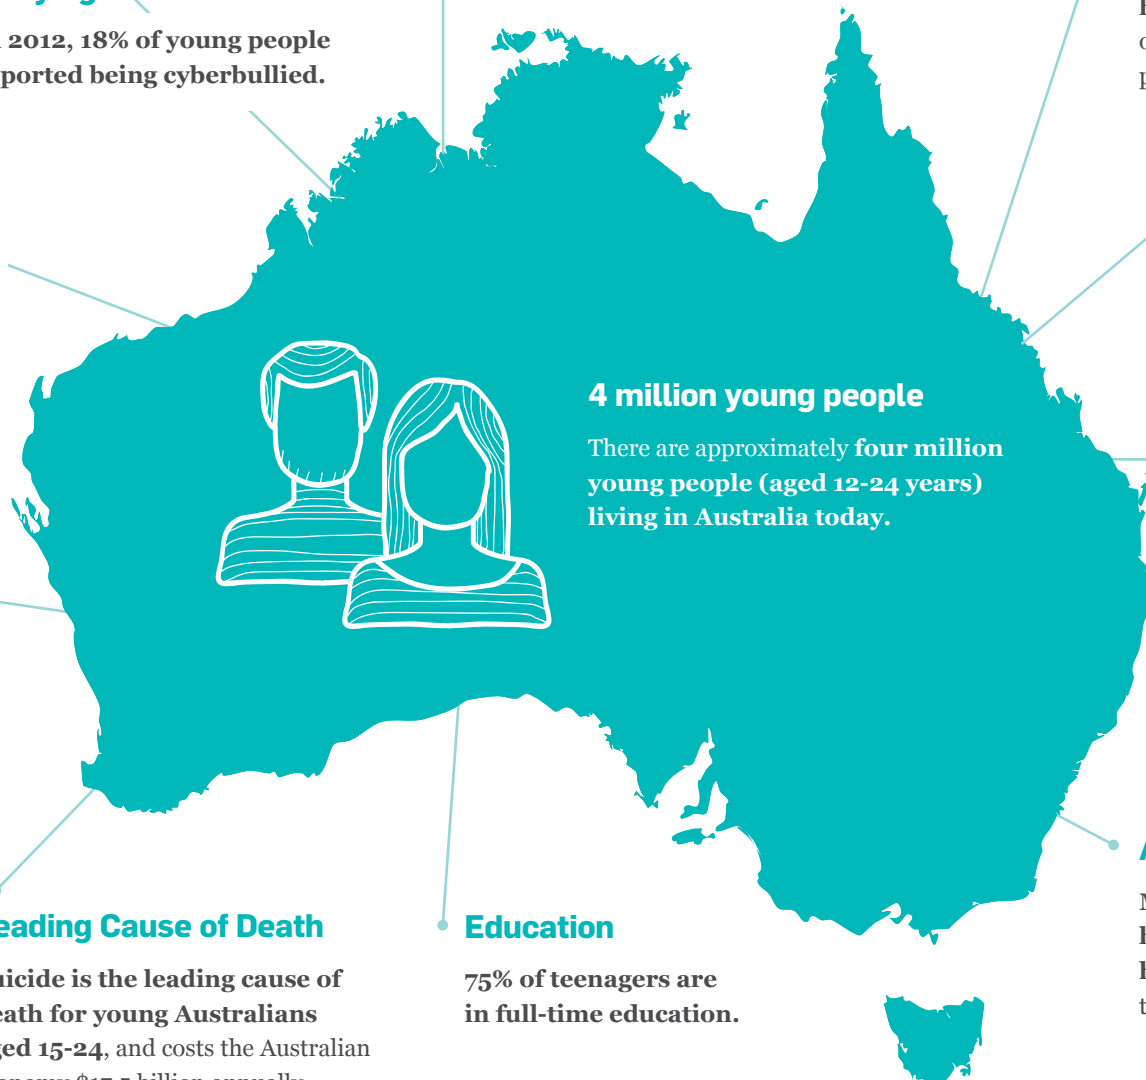 2012, 18% of young people
ported being cyberbullied.
4 million young people
There are approximately four million
young people (aged 12-24 years)
living in Australia today.
eading Cause of Death
uicide is the leading cause of
eath for young Australians
ged 15-24, and costs the Australian
Education
75% of teenagers are
in full-time education.